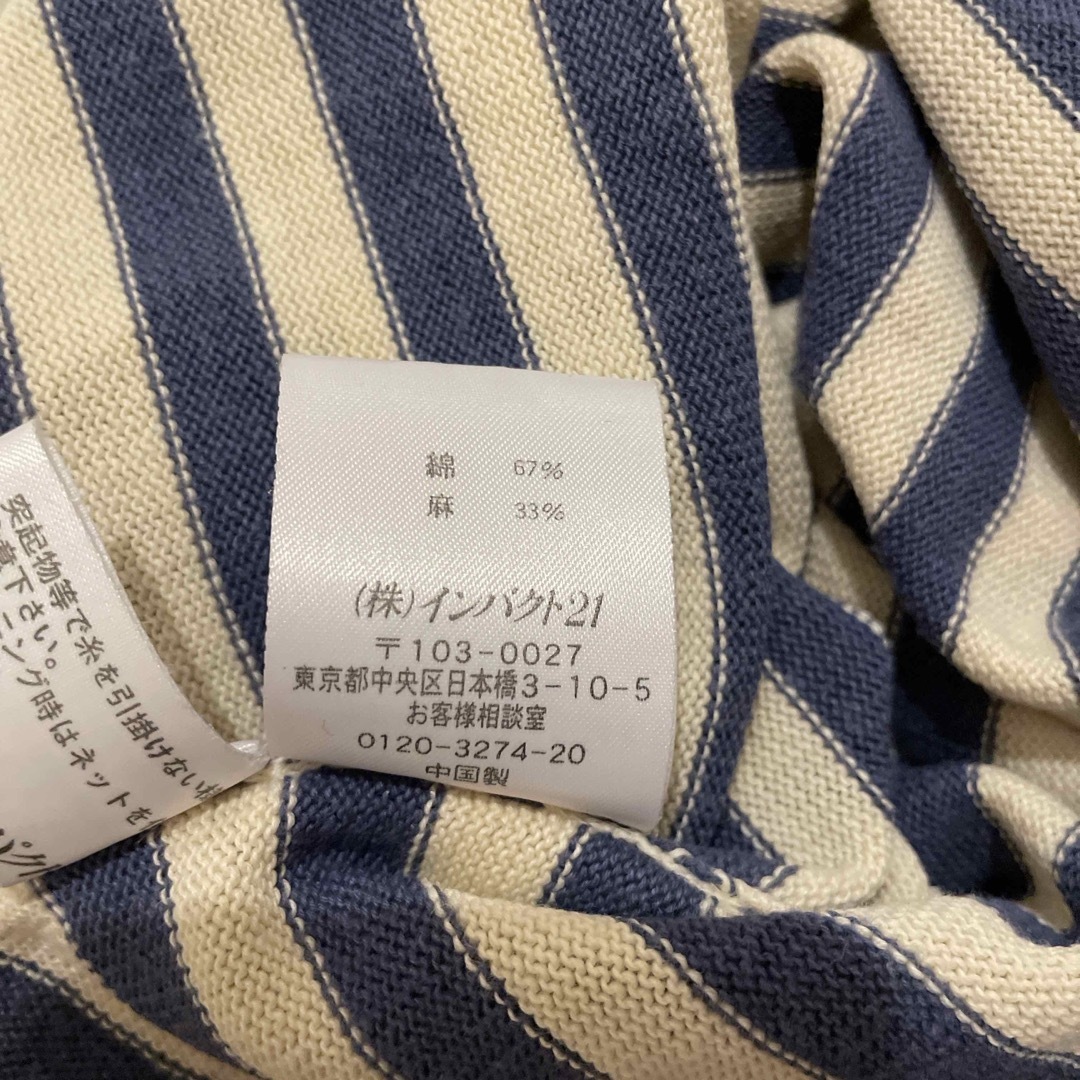 綿 67%
麻 33%
(株)インパクト21
〒103-0027
東京都中央区日本橋3-10-5
お客様相談室
0120-3274-20
中国製
突起物等で糸を引掛けない
下さい。
ニング時はネットを